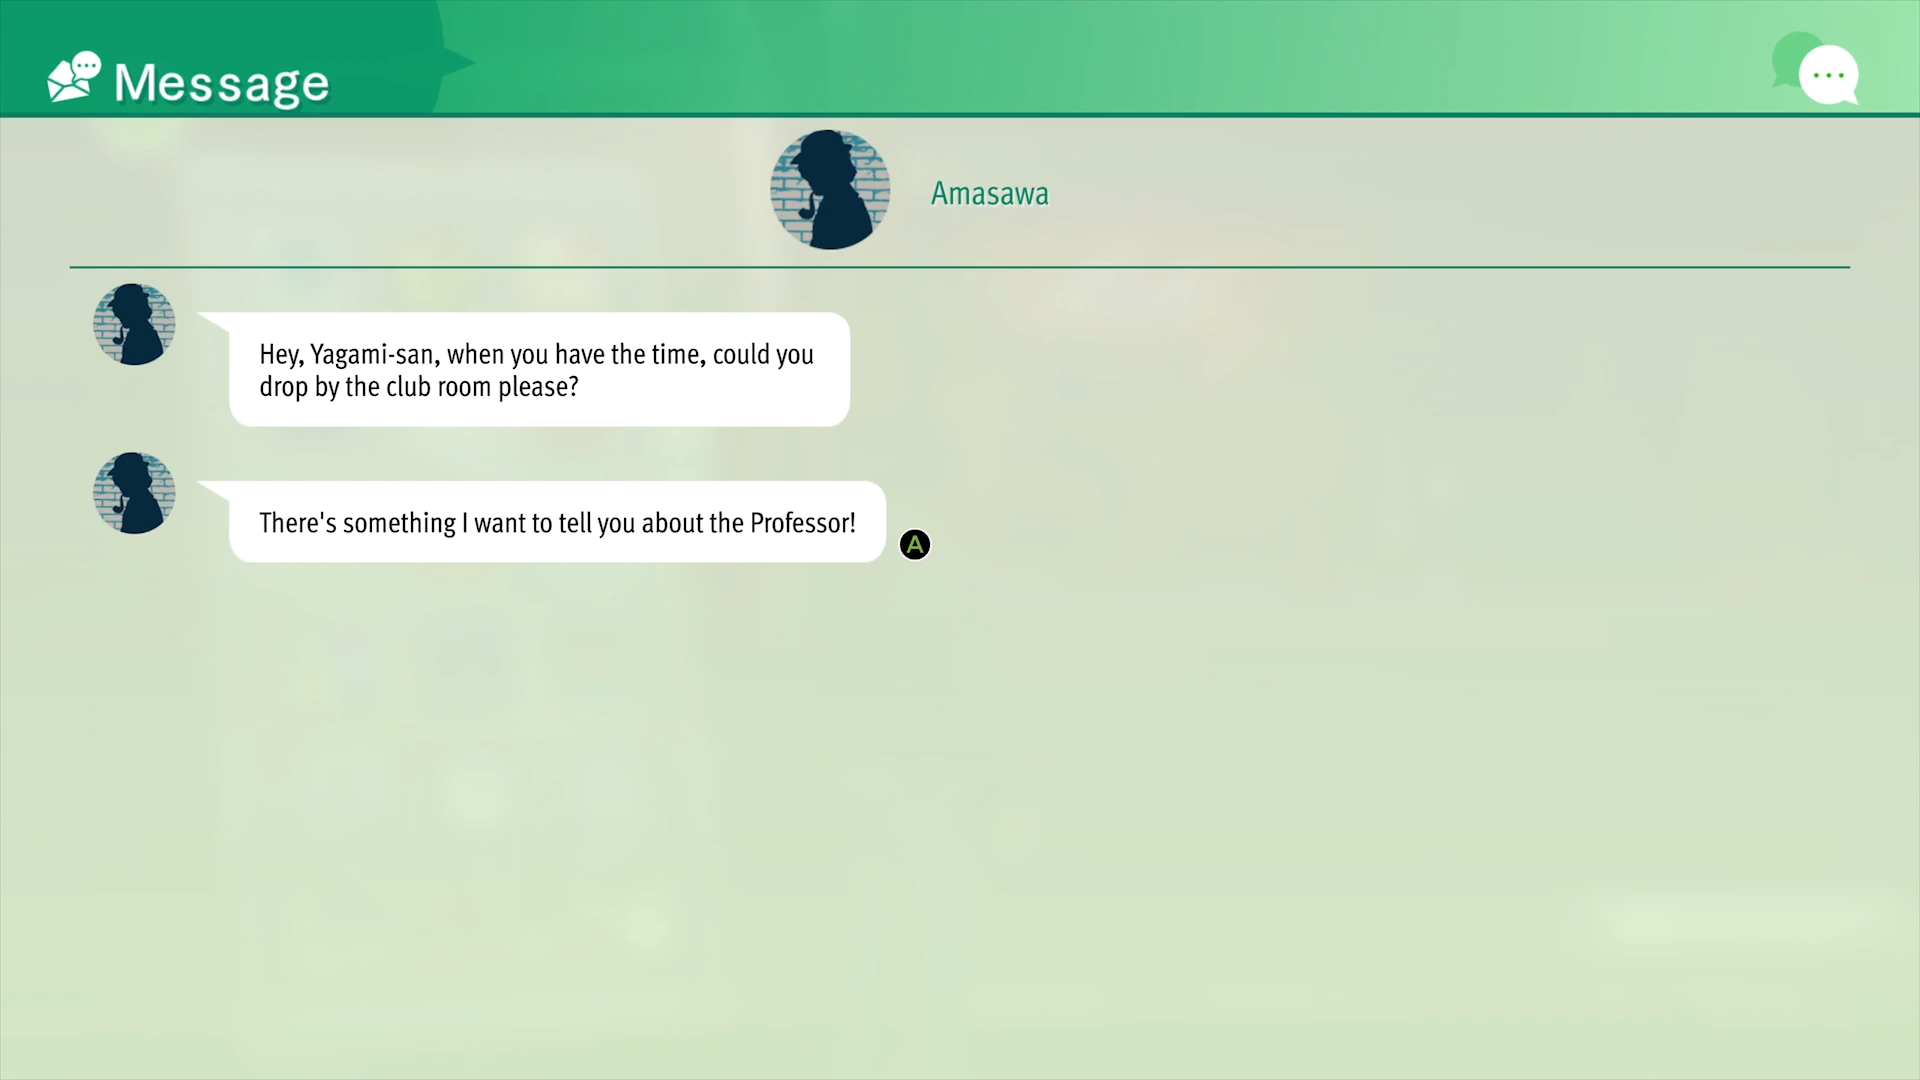 Message
Amasawa
Hey, Yagami-san, when you have the time, could you
drop by the club room please?
There's something I want to tell you about the Professor!
A